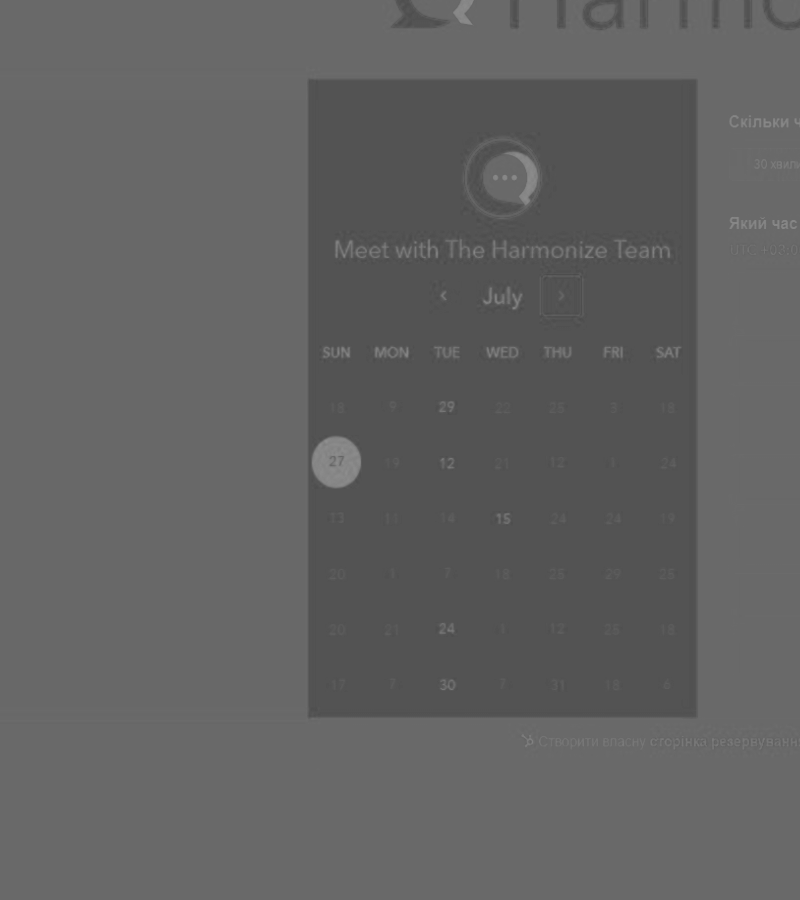 Harmo
Скільки ч
30 хвили
Meet with The Harmonize Team
Який час
July
SUN MON TUE WED THU FRI SAT
18 9 29 22 25 3 18
27 19 12 21 12 1 24
13 11 14 15 24 24 19
20 1 7 18 25 29 25
20 21 24 1 12 25 18
17 7 30 7 31 18 6
Створити власну сторінка резервуванн